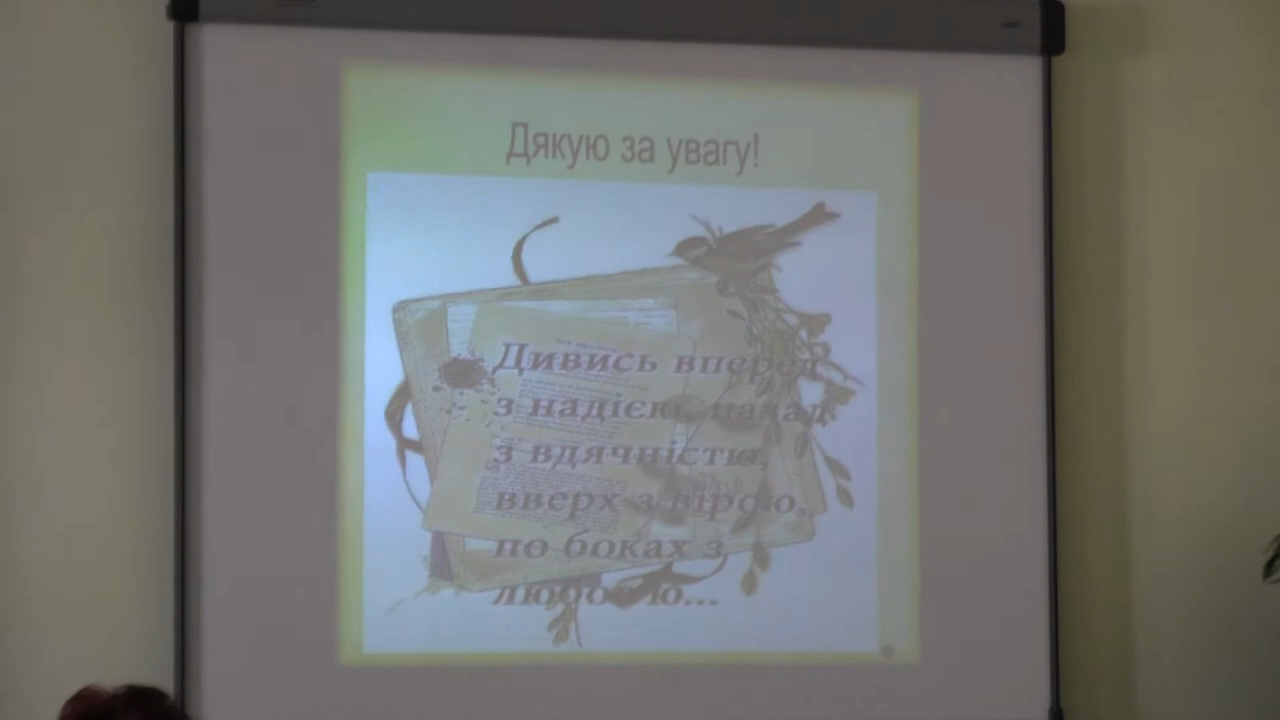 Дякую за увагу!
Дивись вперед
з надією, назад
з вдячністю,
вверх з вірою,
по боках з
любов'ю...